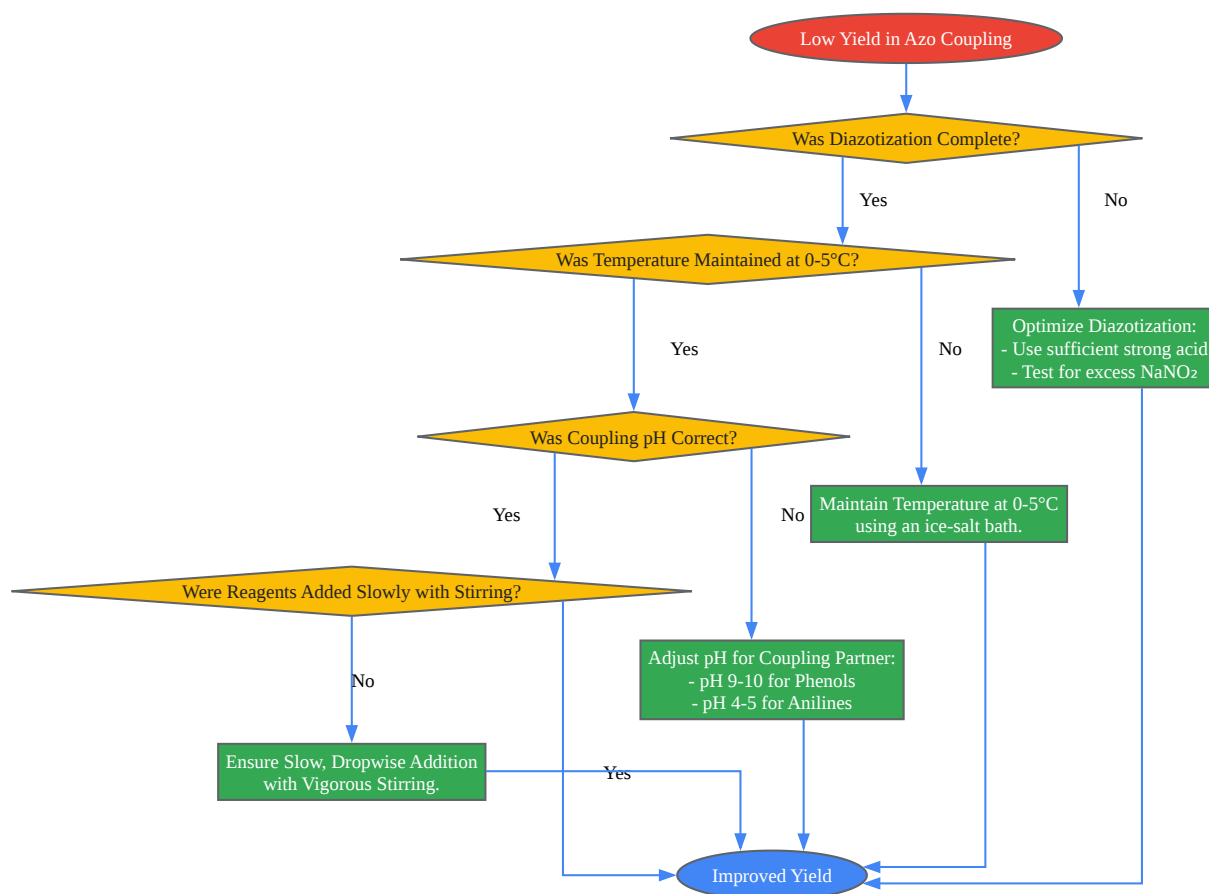 Low Yield in Azo Coupling
Was Diazotization Complete?
Yes
No
Was Temperature Maintained at 0-5°C?
Optimize Diazotization:
- Use sufficient strong acid
- Test for excess NaNO₂
Yes
No
Was Coupling pH Correct?
Maintain Temperature at 0-5°C
using an ice-salt bath.
Yes
No
Were Reagents Added Slowly with Stirring?
Adjust pH for Coupling Partner:
- pH 9-10 for Phenols
- pH 4-5 for Anilines
No
Ensure Slow, Dropwise Addition
with Vigorous Stirring.
Yes
Improved Yield